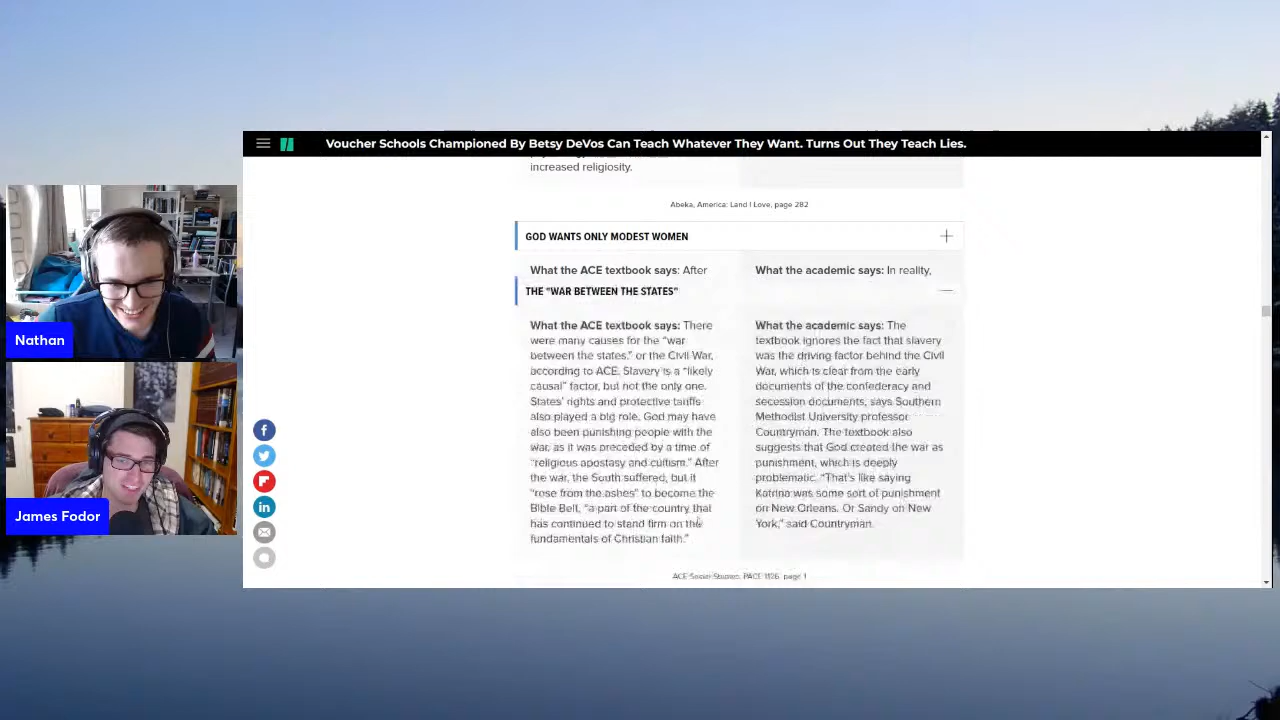 Voucher Schools Championed By Betsy DeVos Can Teach Whatever They Want. Turns Out They Teach Lies.
increased religiosity.
Abeka, America: Land I Love, page 282
GOD WANTS ONLY MODEST WOMEN
What the ACE textbook says: After
What the academic says: In reality,
THE "WAR BETWEEN THE STATES"
What the ACE textbook says: There
were many causes for the "war
between the states," or the Civil War,
according to ACE. Slavery is a "likely
causal" factor, but not the only one.
States' rights and protective tariffs
also played a big role. God may have
also been punishing people with the
war, as it was preceded by a time of
"religious apostasy and cultism." After
the war, the South suffered, but it
"rose from the ashes" to become the
Bible Belt, "a part of the country that
has continued to stand firm on the
fundamentals of Christian faith."
What the academic says: The
textbook ignores the fact that slavery
was the driving factor behind the Civil
War, which is clear from the early
documents of the confederacy and
secession documents, says Southern
Methodist University professor
Countryman. The textbook also
suggests that God created the war as
punishment, which is deeply
problematic. "That's like saying
Katrina was some sort of punishment
on New Orleans. Or Sandy on New
York," said Countryman.
ACE Social Studies, PACE 1126, page 1
Nathan
James Fodor